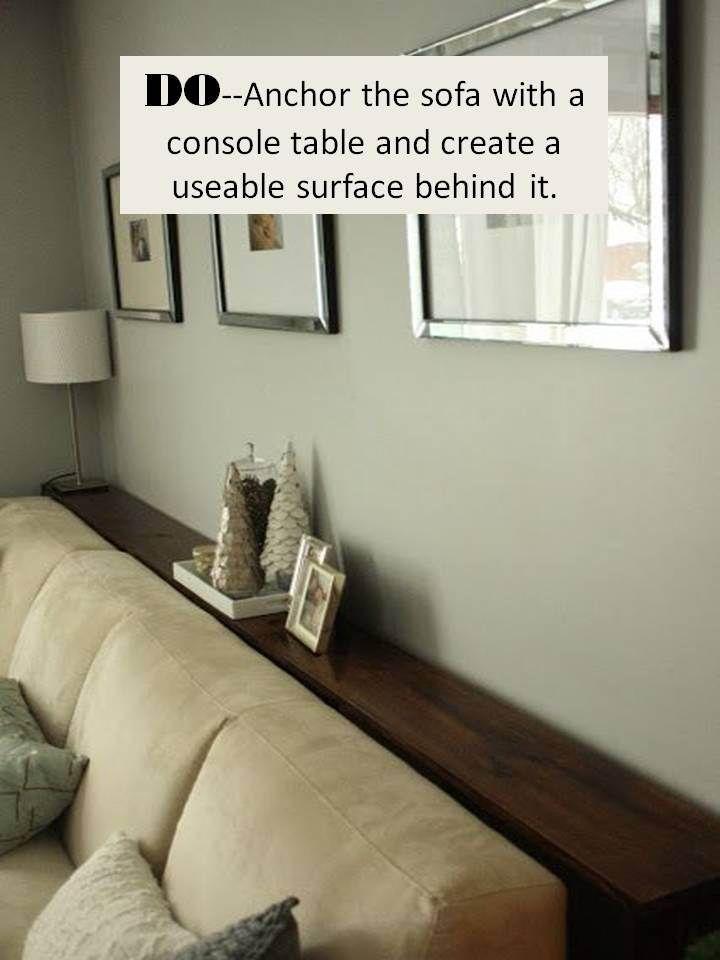 DO--Anchor the sofa with a
console table and create a
useable surface behind it.